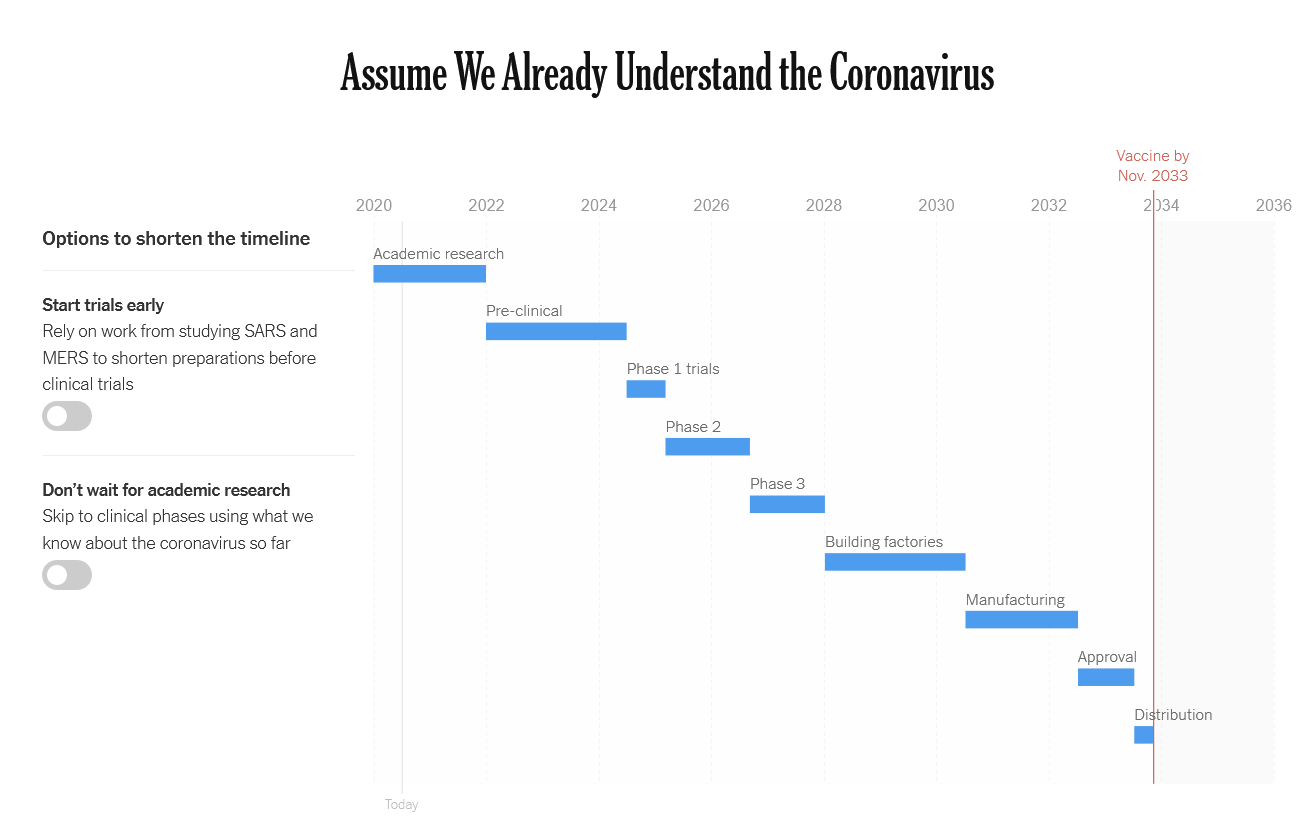 Assume We Already Understand the Coronavirus
Vaccine by
Nov. 2033
2020 2022 2024 2026 2028 2030 2032 2034 2036
Options to shorten the timeline
Start trials early
Rely on work from studying SARS and
MERS to shorten preparations before
clinical trials
Don’t wait for academic research
Skip to clinical phases using what we
know about the coronavirus so far
Academic research
Pre-clinical
Phase 1 trials
Phase 2
Phase 3
Building factories
Manufacturing
Approval
Distribution
Today